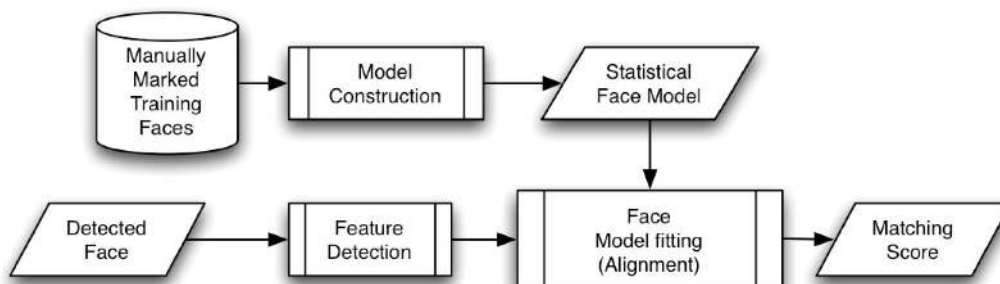 Manually
Marked
Training
Faces
Model
Construction
Statistical
Face Model
Detected
Face
Feature
Detection
Face
Model fitting
(Alignment)
Matching
Score